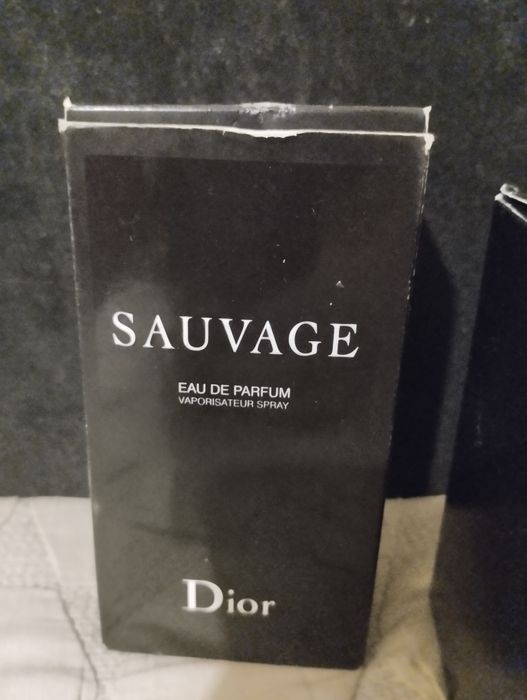 SAUVAGE
EAU DE PARFUM
VAPORISATEUR SPRAY
Dior